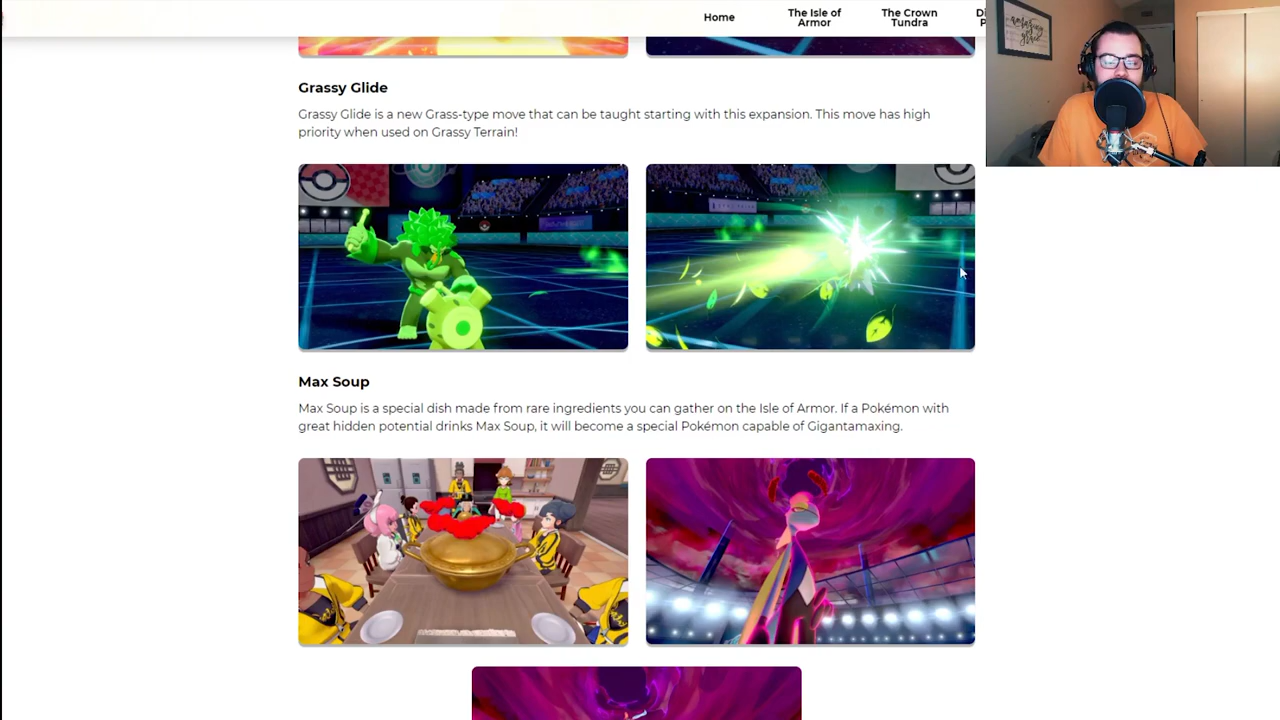 Home
The Isle of
Armor
The Crown
Tundra
Grassy Glide
Grassy Glide is a new Grass-type move that can be taught starting with this expansion. This move has high
priority when used on Grassy Terrain!
Max Soup
Max Soup is a special dish made from rare ingredients you can gather on the Isle of Armor. If a Pokémon with
great hidden potential drinks Max Soup, it will become a special Pokémon capable of Gigantamaxing.
amazing
grace